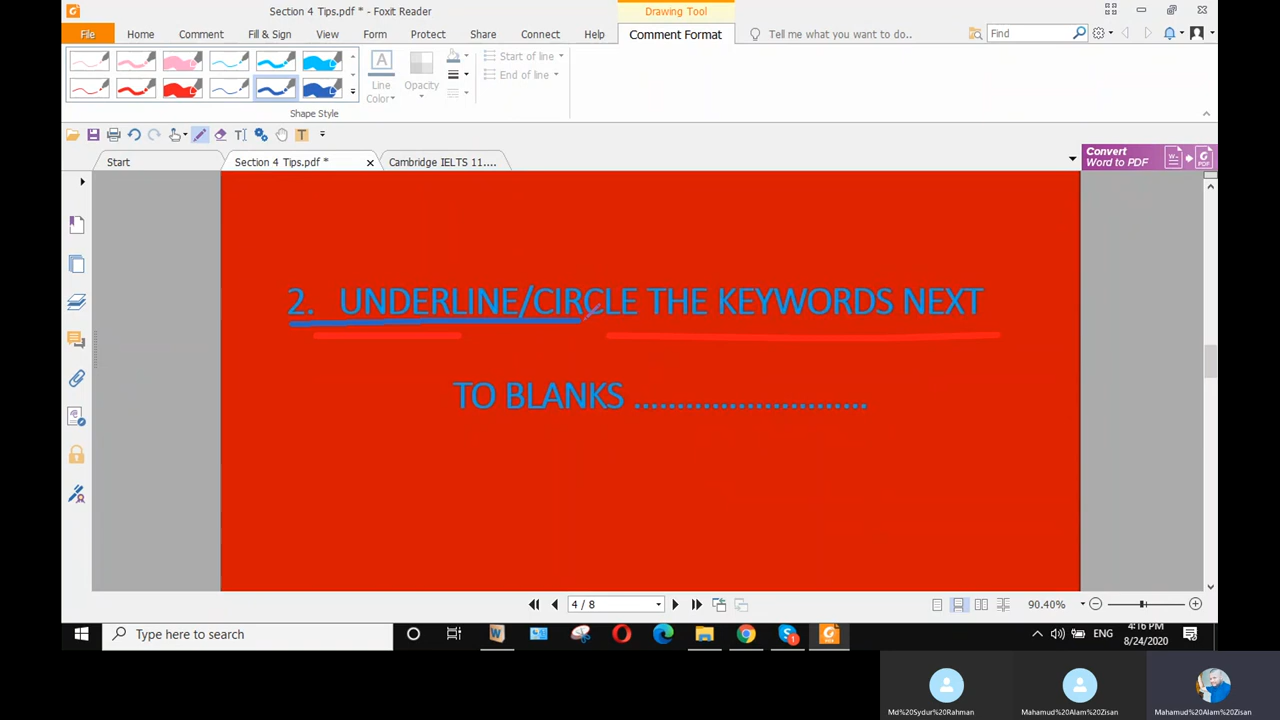 Section 4 Tips.pdf * - Foxit Reader
Drawing Tool
File Home Comment Fill & Sign View Form Protect Share Connect Help Comment Format Tell me what you want to do.. Find
Line Color
Opacity
Start of line
End of line
Shape Style
Start
Section 4 Tips.pdf *
Cambridge IELTS 11....
Convert
Word to PDF
2. UNDERLINE/CIRCLE THE KEYWORDS NEXT
TO BLANKS ...........................
4 / 8
90.40%
Type here to search
ENG
4:16 PM
8/24/2020
Md%20Sydur%20Rahman
Mahamud%20Alam%20Zisan
Mahamud%20Alam%20Zisan